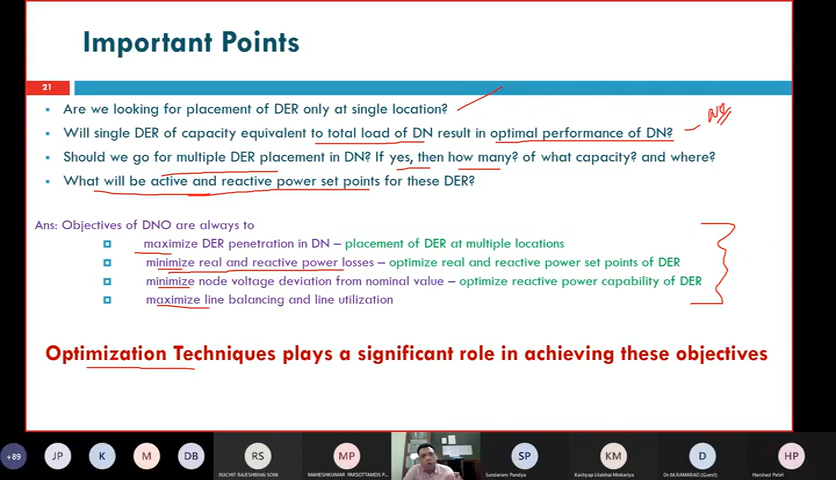 Important Points
21
Are we looking for placement of DER only at single location?
Will single DER of capacity equivalent to total load of DN result in optimal performance of DN?
Should we go for multiple DER placement in DN? If yes, then how many? of what capacity? and where?
What will be active and reactive power set points for these DER?
Ans: Objectives of DNO are always to
maximize DER penetration in DN – placement of DER at multiple locations
minimize real and reactive power losses – optimize real and reactive power set points of DER
minimize node voltage deviation from nominal value – optimize reactive power capability of DER
maximize line balancing and line utilization
Optimization Techniques plays a significant role in achieving these objectives
+89 JP K M DB RS MP SP KM D HP
RUCHIT RAJESHBHAI SONI MAHESHKUMAR PARSOTTAMDAS P... Sundaram Pandya Kashyap Lilabhai Mokariya Dr.M.RAMARAO (Guest) Harshad Patel